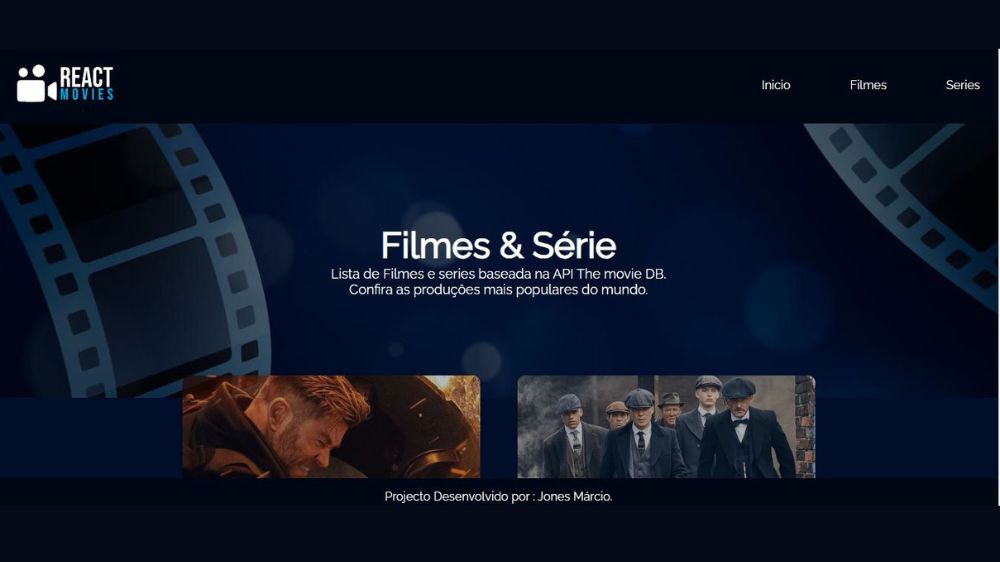 REACT
MOVIES
Inicio
Filmes
Series
Filmes & Série
Lista de Filmes e series baseada na API The movie DB.
Confira as produções mais populares do mundo.
Projecto Desenvolvido por : Jones Márcio.